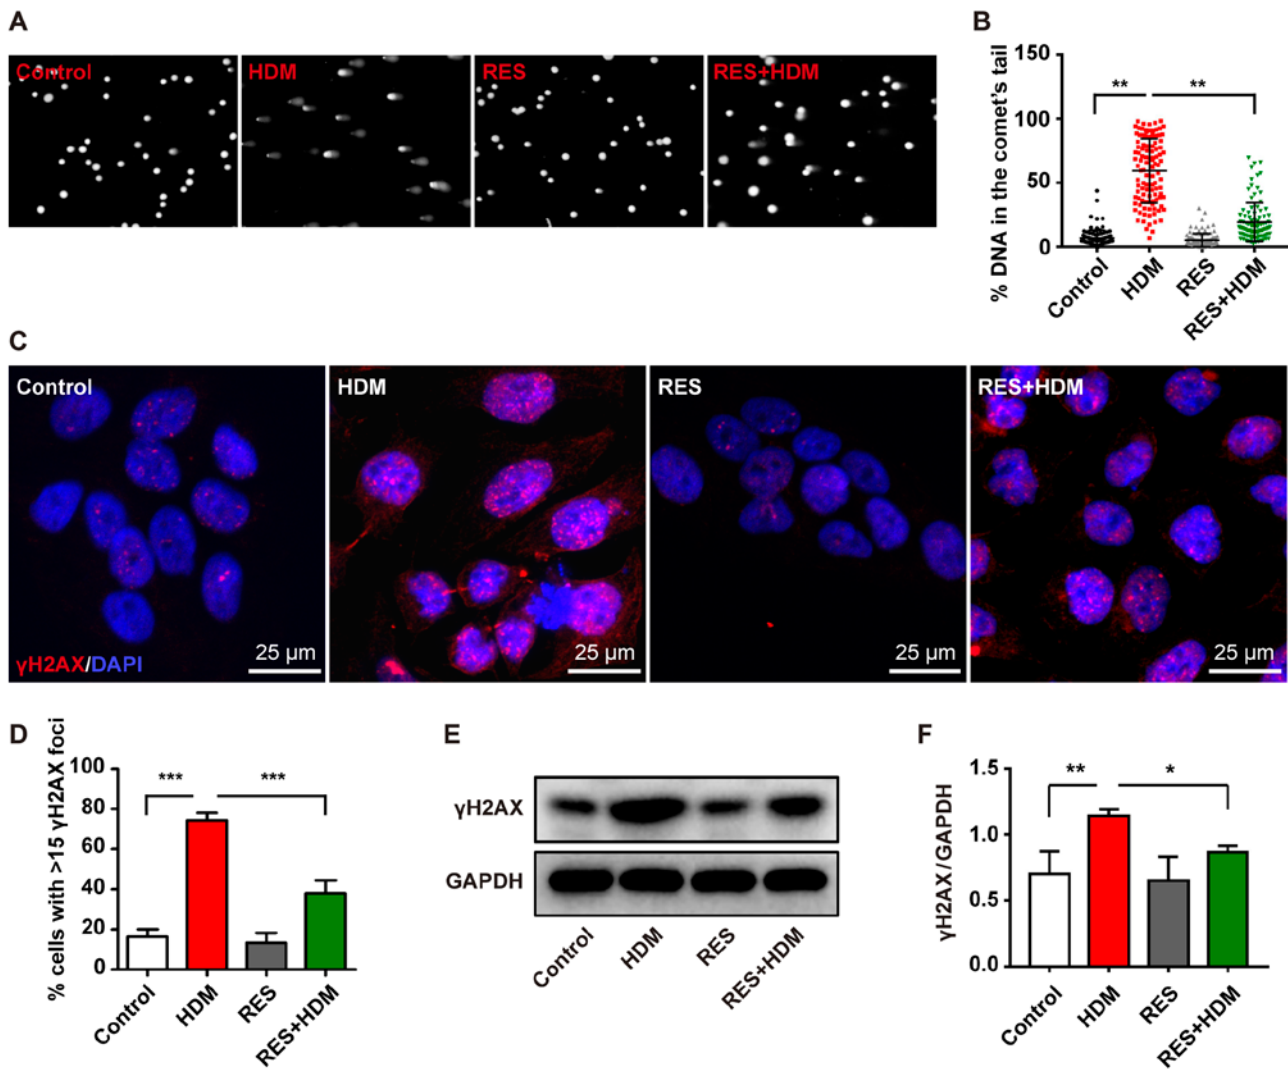 A
Control
HDM
RES
RES+HDM
B
% DNA in the comet's tail
150
100
50
0
**
**
Control
HDM
RES
RES+HDM
C
Control
HDM
RES
RES+HDM
γH2AX/DAPI
25 μm
25 μm
25 μm
25 μm
D
% cells with >15 γH2AX foci
100
80
60
40
20
0
***
***
Control
HDM
RES
RES+HDM
E
γH2AX
GAPDH
Control
HDM
RES
RES+HDM
F
γH2AX/GAPDH
1.5
1.0
0.5
0.0
**
*
Control
HDM
RES
RES+HDM